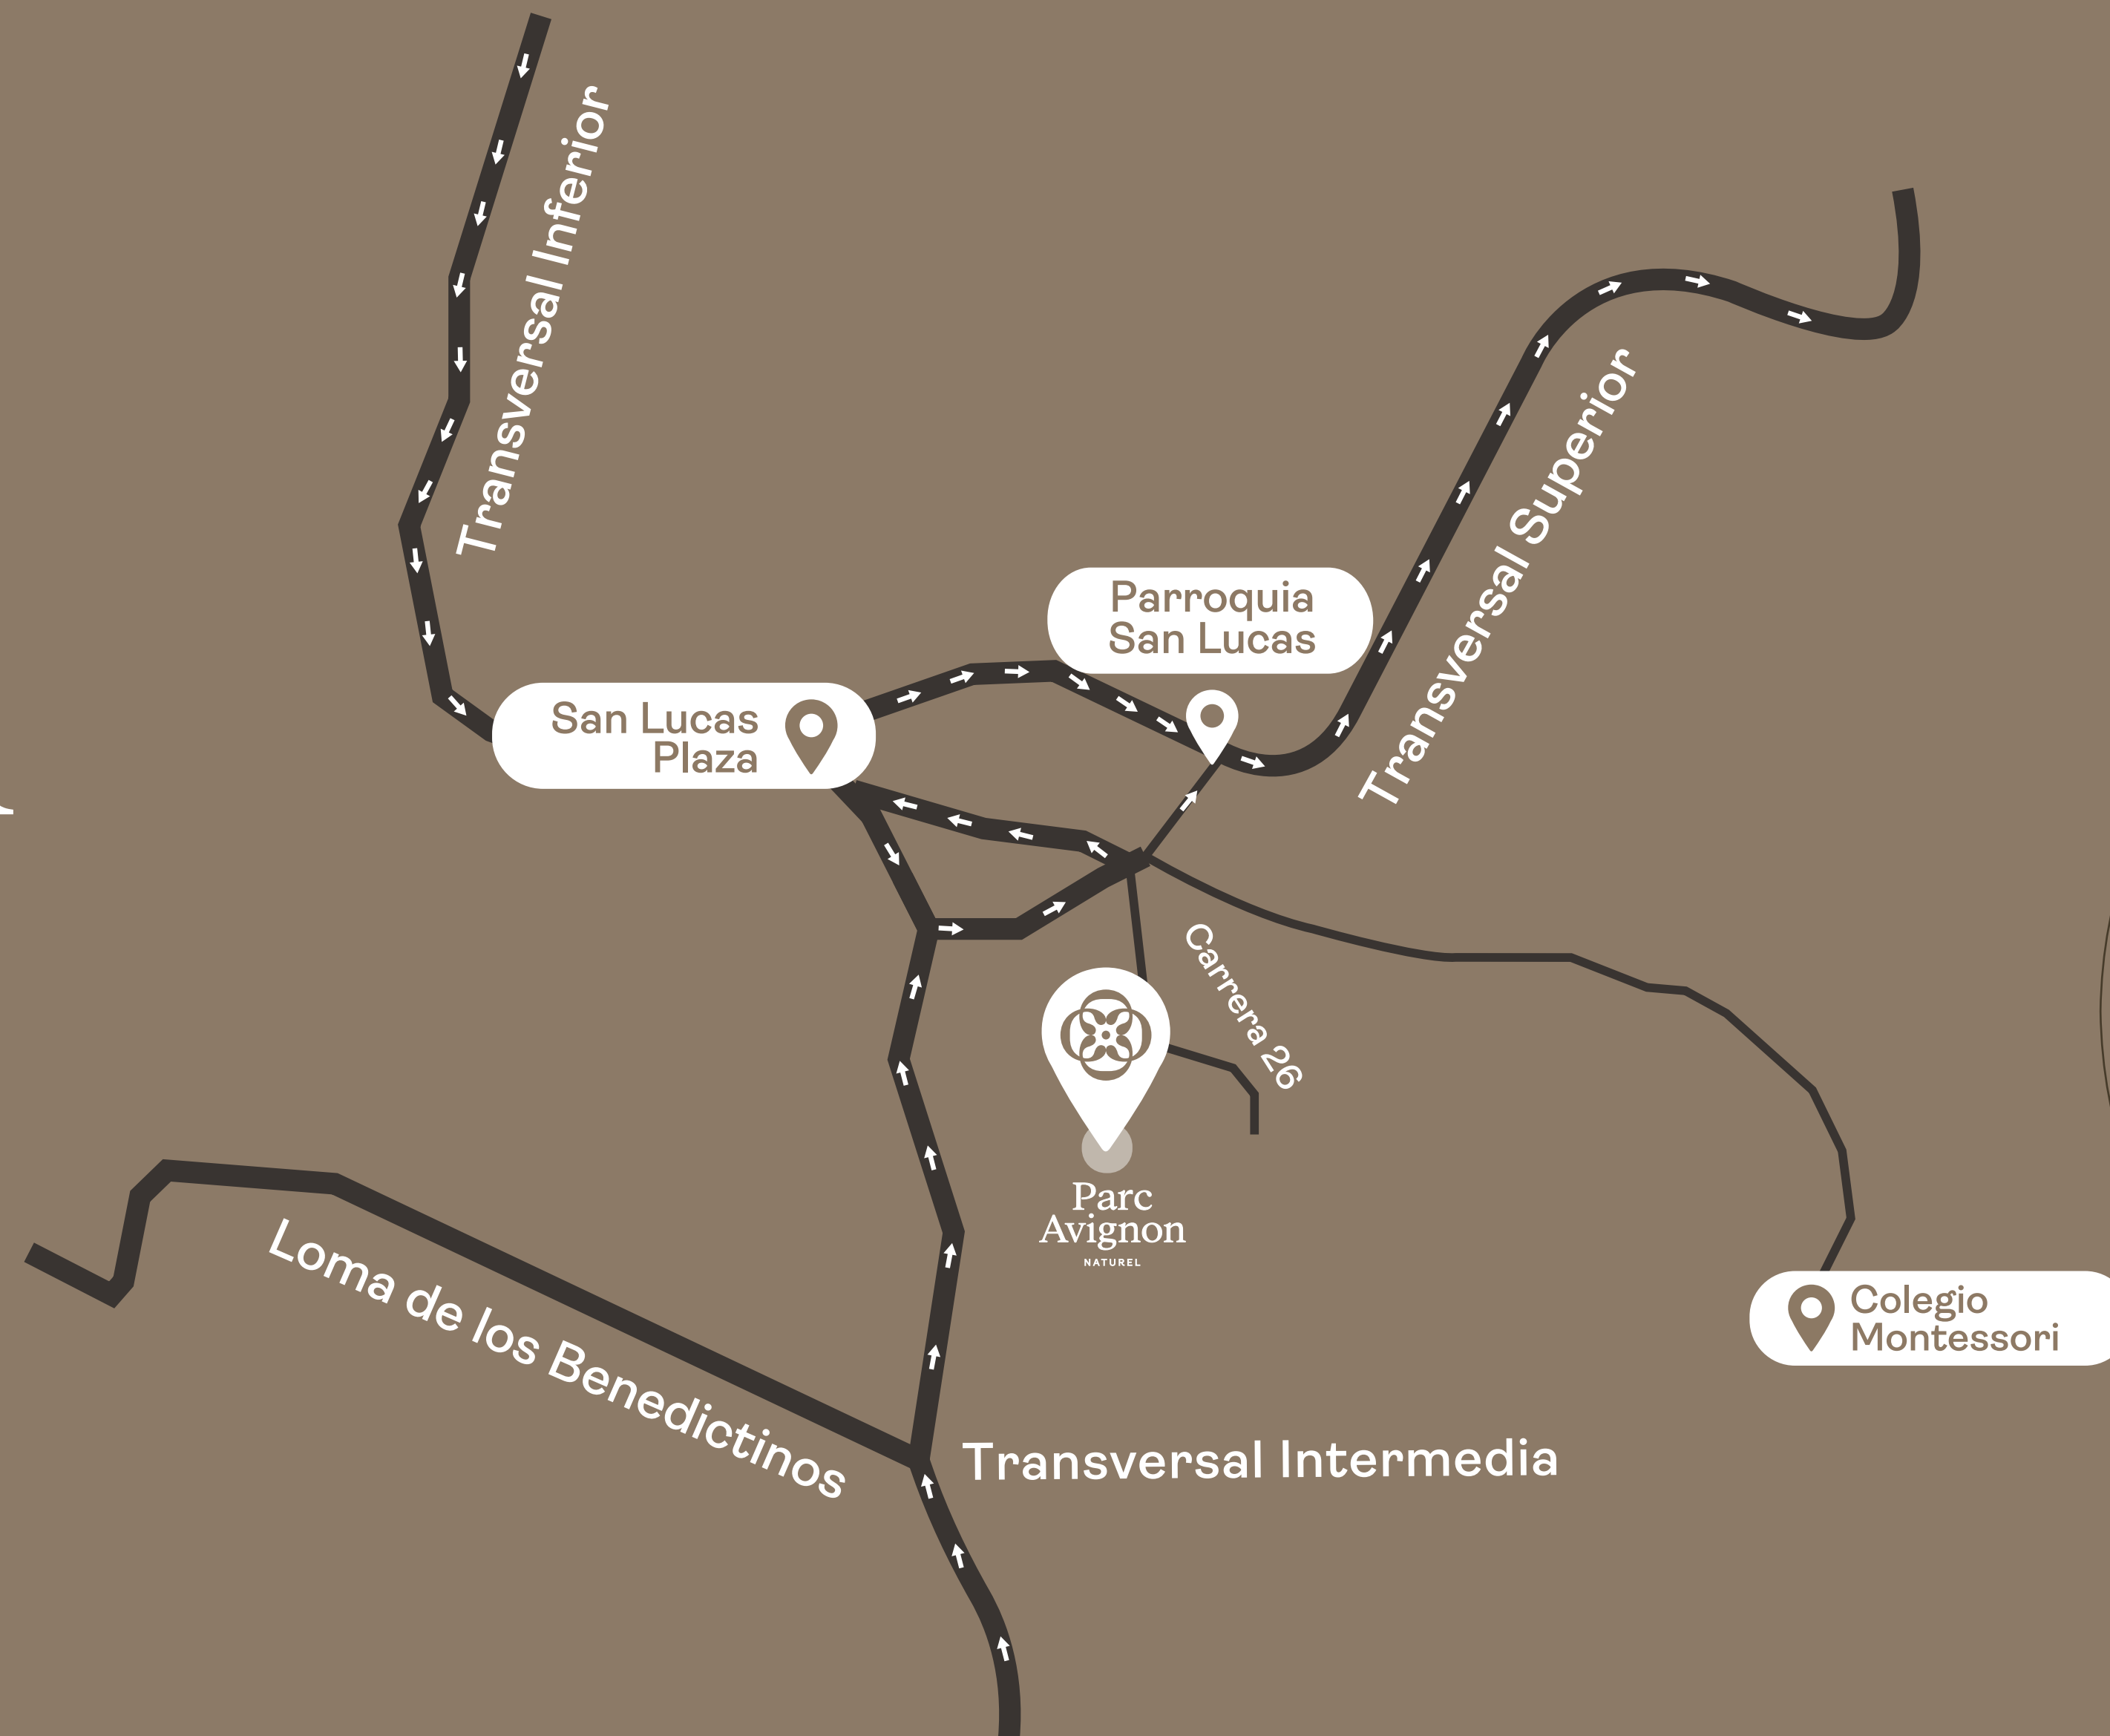 Transversal Inferior
Transversal Superior
Parroquia
San Lucas
San Lucas
Plaza
Carrera 26
Parc
Avignon
NATUREL
Colegio
Montessori
Loma de los Benedictinos
Transversal Intermedia